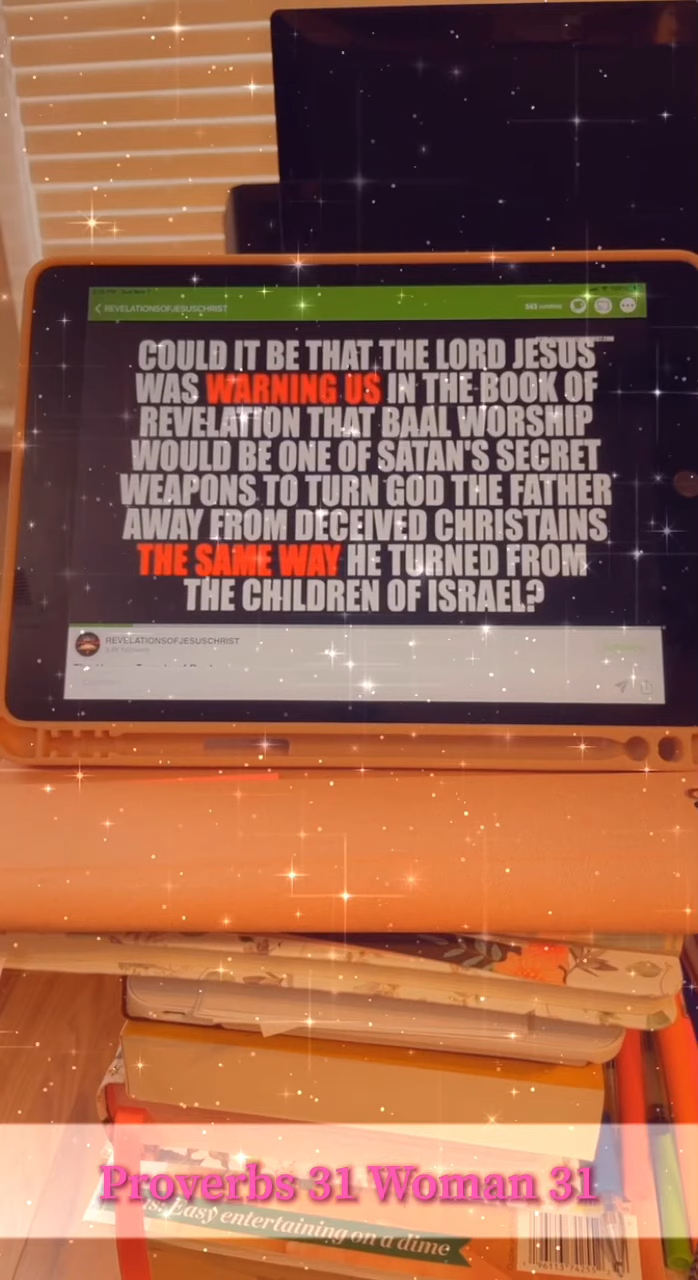 REVELATIONSOFJESUSCHRIST
COULD IT BE THAT THE LORD JESUS
WAS WARNING US IN THE BOOK OF
REVELATION THAT BAAL WORSHIP
WOULD BE ONE OF SATAN'S SECRET
WEAPONS TO TURN GOD THE FATHER
AWAY FROM DECEIVED CHRISTAINS
THE SAME WAY HE TURNED FROM
THE CHILDREN OF ISRAEL?
REVELATIONSOFJESUSCHRIST
Proverbs 31 Woman 31
Easy entertaining on a dime